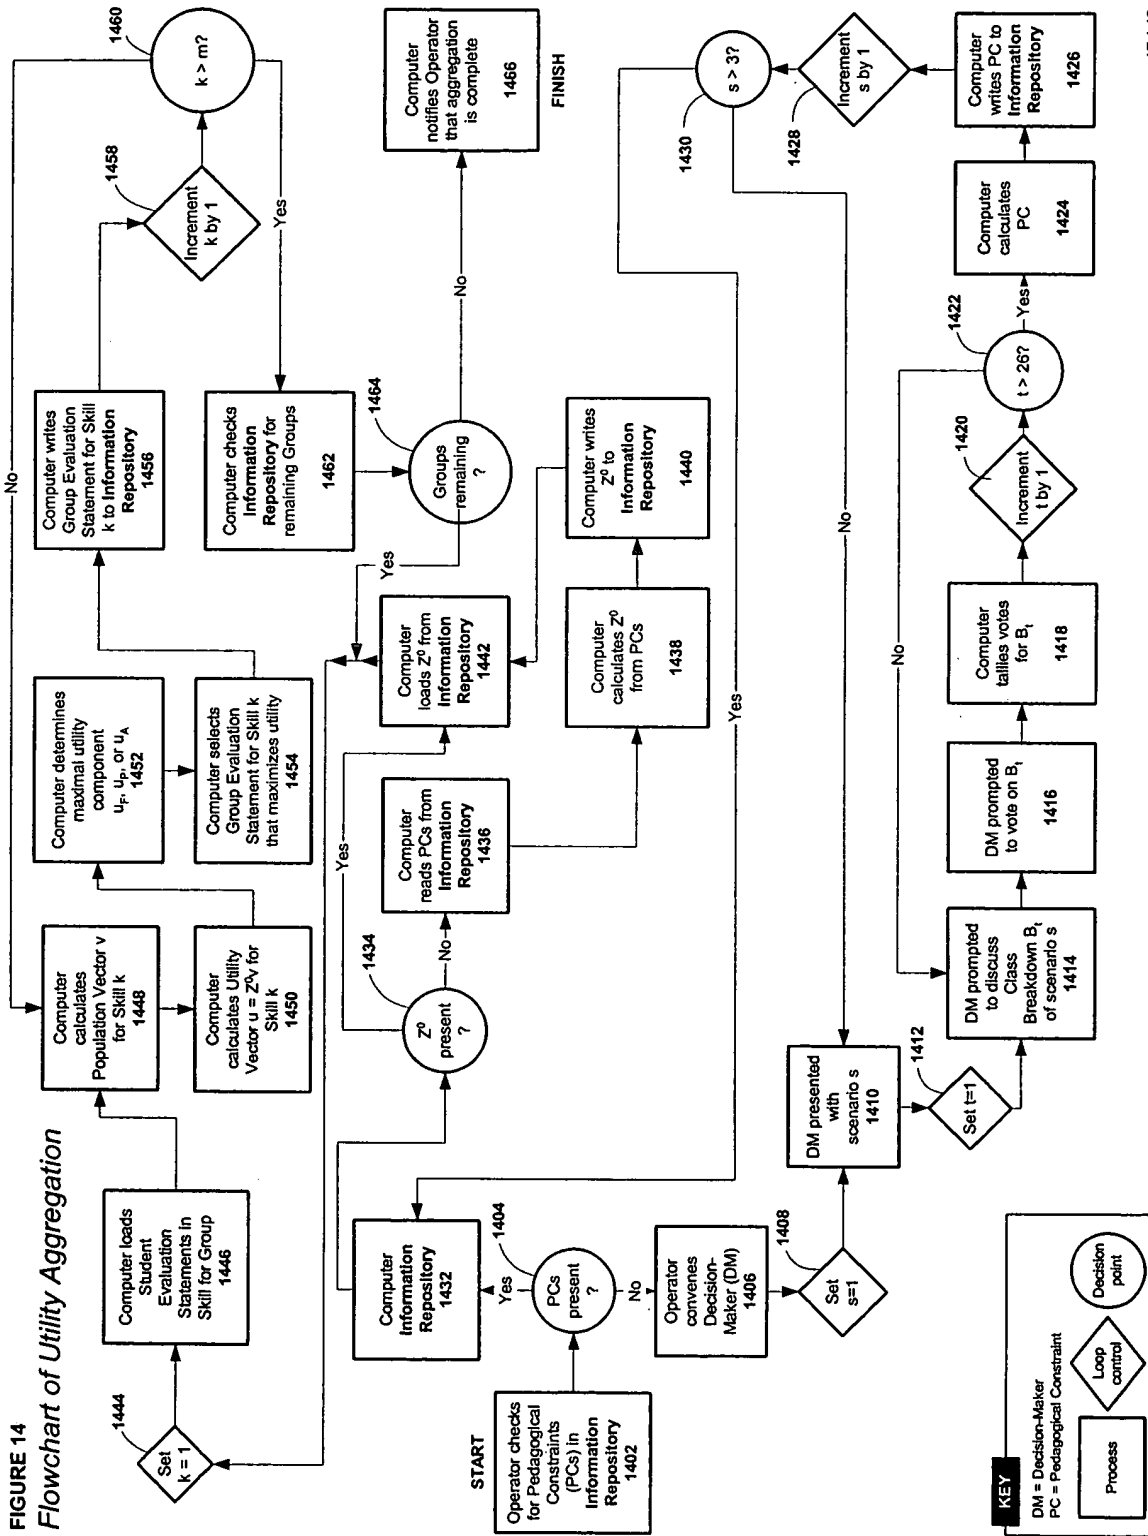 FIGURE 14
Flowchart of Utility Aggregation
START
Operator checks
for Pedagogical
Constraints
(PCs) in
Information
Repository
1402
PCs
present
?
1404
Yes
No
Operator
convenes
Decision-
Maker (DM)
1406
Set
s=1
1408
DM presented
with
scenario s
1410
Set t=1
1412
DM prompted
to discuss
Class
Breakdown Bt
of scenario s
1414
DM prompted
to vote on Bt
1416
Computer
tallies votes
for Bt
1418
Increment
t by 1
1420
t > 26?
1422
No
Yes
Computer
calculates
PC
1424
Computer
writes PC to
Information
Repository
1426
Increment
s by 1
1428
s > 3?
1430
No
Yes
Computer
Information
Repository
1432
Z⁰
present
?
1434
Yes
No
Computer
reads PCs from
Information
Repository
1436
Computer
calculates Z⁰
from PCs
1438
Computer writes
Z⁰ to
Information
Repository
1440
Computer
loads Z⁰ from
Information
Repository
1442
Set
k = 1
1444
Computer loads
Student
Evaluation
Statements in
Skill for Group
1446
Computer
calculates
Population Vector v
for Skill k
1448
Computer
calculates Utility
Vector u = Z⁰v for
Skill k
1450
Computer determines
maximal utility
component
uF, uP, or uA
1452
Computer selects
Group Evaluation
Statement for Skill k
that maximizes utility
1454
Computer writes
Group Evaluation
Statement for Skill
k to Information
Repository
1456
Increment
k by 1
1458
k > m?
1460
No
Yes
Computer checks
Information
Repository for
remaining Groups
1462
Groups
remaining
?
1464
Yes
No
Computer
notifies Operator
that aggregation
is complete
1466
FINISH
KEY
DM = Decision-Maker
PC = Pedagogical Constraint
Process
Loop
control
Decision
point